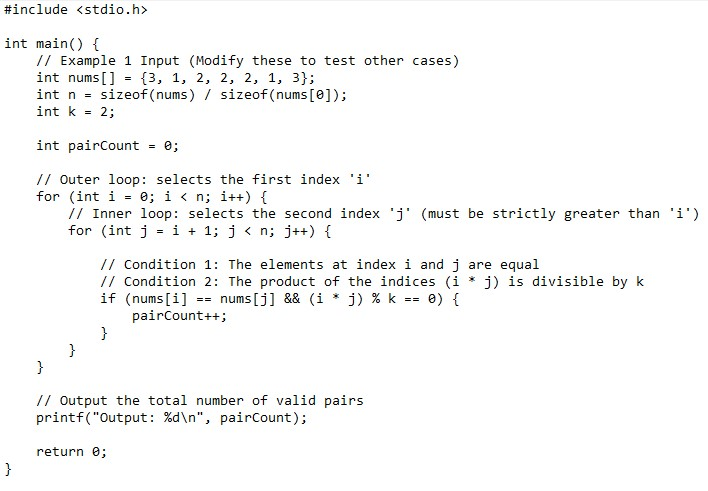 #include <stdio.h>

int main() {
    // Example 1 Input (Modify these to test other cases)
    int nums[] = {3, 1, 2, 2, 2, 1, 3};
    int n = sizeof(nums) / sizeof(nums[0]);
    int k = 2;

    int pairCount = 0;

    // Outer loop: selects the first index 'i'
    for (int i = 0; i < n; i++) {
        // Inner loop: selects the second index 'j' (must be strictly greater than 'i')
        for (int j = i + 1; j < n; j++) {

            // Condition 1: The elements at index i and j are equal
            // Condition 2: The product of the indices (i * j) is divisible by k
            if (nums[i] == nums[j] && (i * j) % k == 0) {
                pairCount++;
            }
        }
    }

    // Output the total number of valid pairs
    printf("Output: %d\n", pairCount);

    return 0;
}